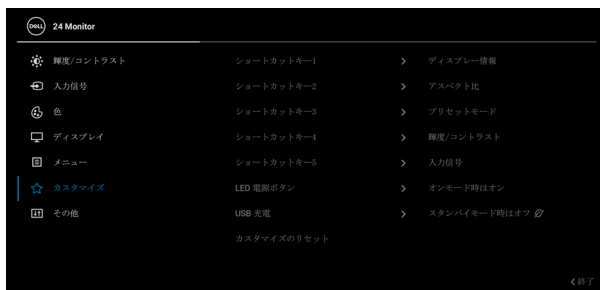 DELL 24 Monitor
輝度/コントラスト ショートカットキー1 > ディスプレー情報
入力信号 ショートカットキー2 > アスペクト比
色 ショートカットキー3 > プリセットモード
ディスプレイ ショートカットキー4 > 輝度/コントラスト
メニュー ショートカットキー5 > 入力信号
カスタマイズ LED 電源ボタン > オンモード時はオン
その他 USB 充電 > スタンバイモード時はオフ
カスタマイズのリセット
<終了